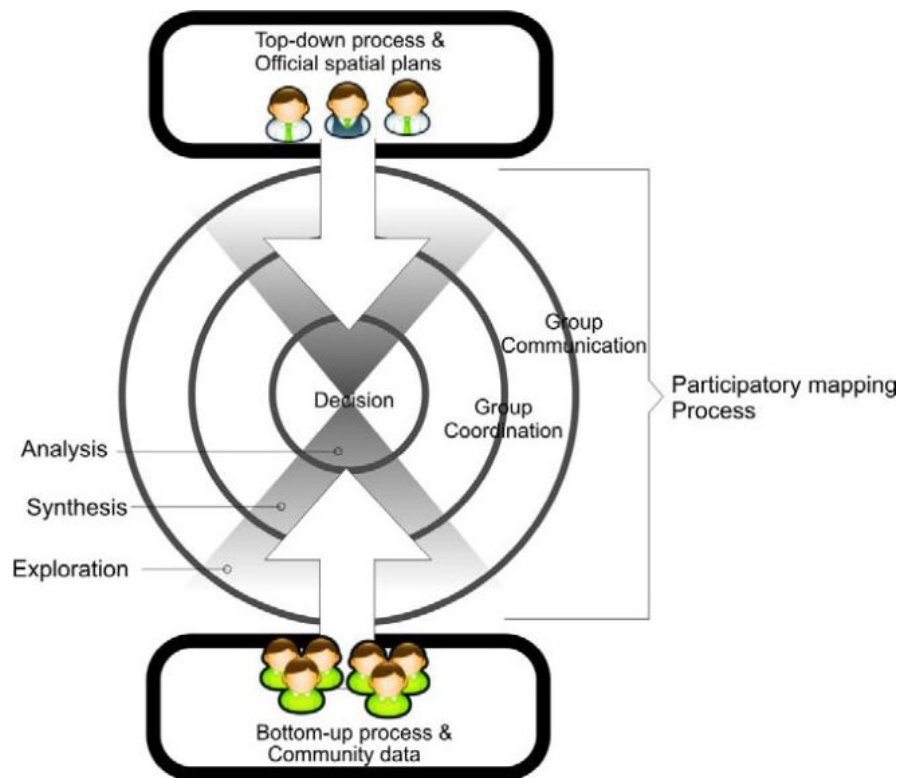 Top-down process &
Official spatial plans
Group
Communication
Participatory mapping
Process
Decision
Group
Coordination
Analysis
Synthesis
Exploration
Bottom-up process &
Community data